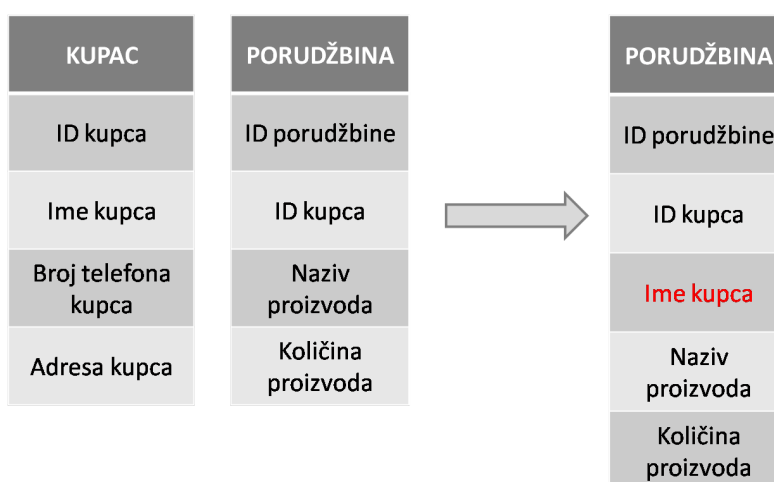 KUPAC
ID kupca
Ime kupca
Broj telefona
kupca
Adresa kupca
PORUDŽBINA
ID porudžbine
ID kupca
Naziv
proizvoda
Količina
proizvoda
PORUDŽBINA
ID porudžbine
ID kupca
Ime kupca
Naziv
proizvoda
Količina
proizvoda